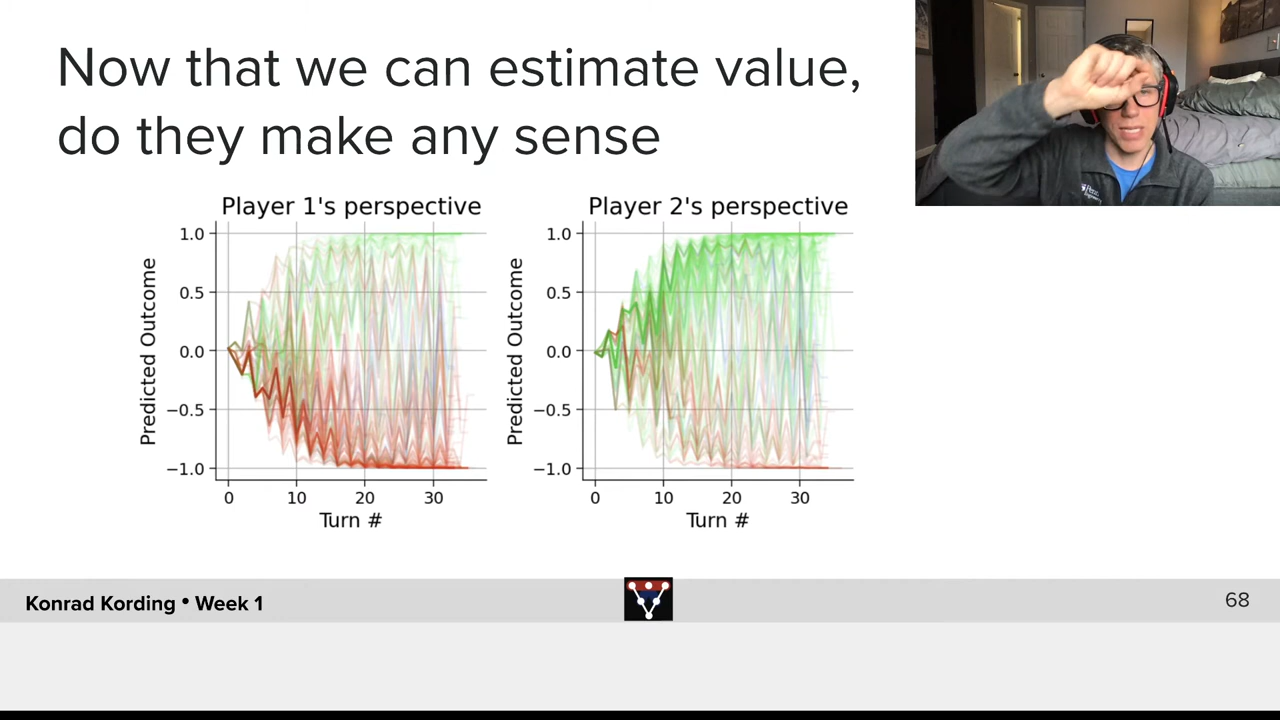 Now that we can estimate value,
do they make any sense
Player 1's perspective
1.0
0.5
0.0
−0.5
−1.0
Predicted Outcome
0 10 20 30
Turn #
Player 2's perspective
1.0
0.5
0.0
−0.5
−1.0
Predicted Outcome
0 10 20 30
Turn #
Konrad Kording • Week 1
68